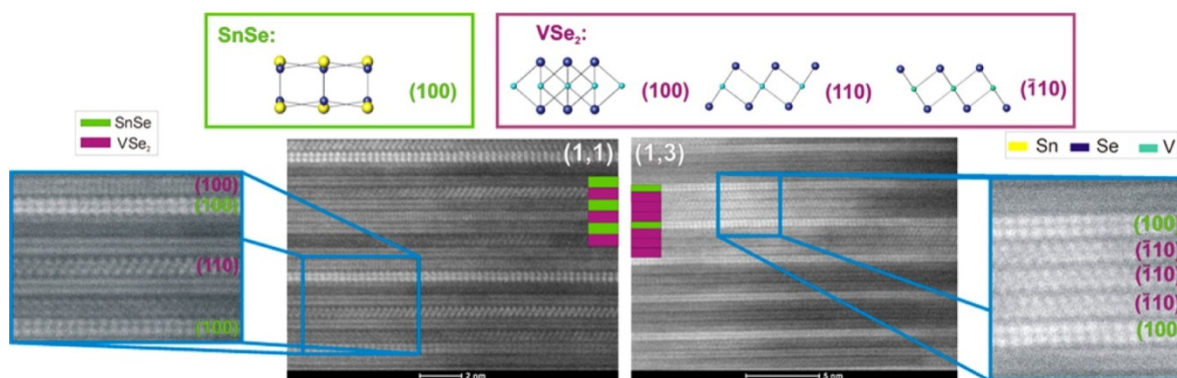 SnSe:
(100)
VSe₂:
(100)
(110)
(1̄10)
SnSe
VSe₂
(1,1)
(1,3)
Sn
Se
V
(100)
(100)
(110)
(100)
2 nm
5 nm
(100)
(1̄10)
(1̄10)
(1̄10)
(100)